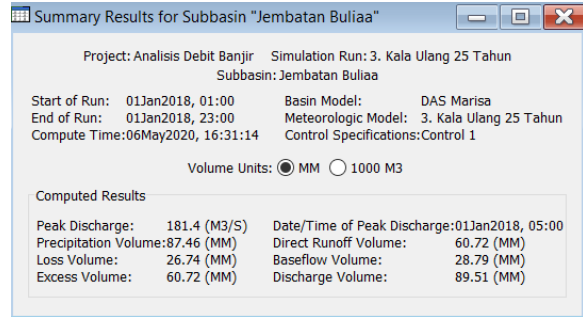 Summary Results for Subbasin "Jembatan Buliaa"
Project: Analisis Debit Banjir Simulation Run: 3. Kala Ulang 25 Tahun
Subbasin: Jembatan Buliaa
Start of Run: 01Jan2018, 01:00 Basin Model: DAS Marisa
End of Run: 01Jan2018, 23:00 Meteorologic Model: 3. Kala Ulang 25 Tahun
Compute Time:06May2020, 16:31:14 Control Specifications:Control 1
Volume Units: MM 1000 M3
Computed Results
Peak Discharge: 181.4 (M3/S) Date/Time of Peak Discharge:01Jan2018, 05:00
Precipitation Volume:87.46 (MM) Direct Runoff Volume: 60.72 (MM)
Loss Volume: 26.74 (MM) Baseflow Volume: 28.79 (MM)
Excess Volume: 60.72 (MM) Discharge Volume: 89.51 (MM)